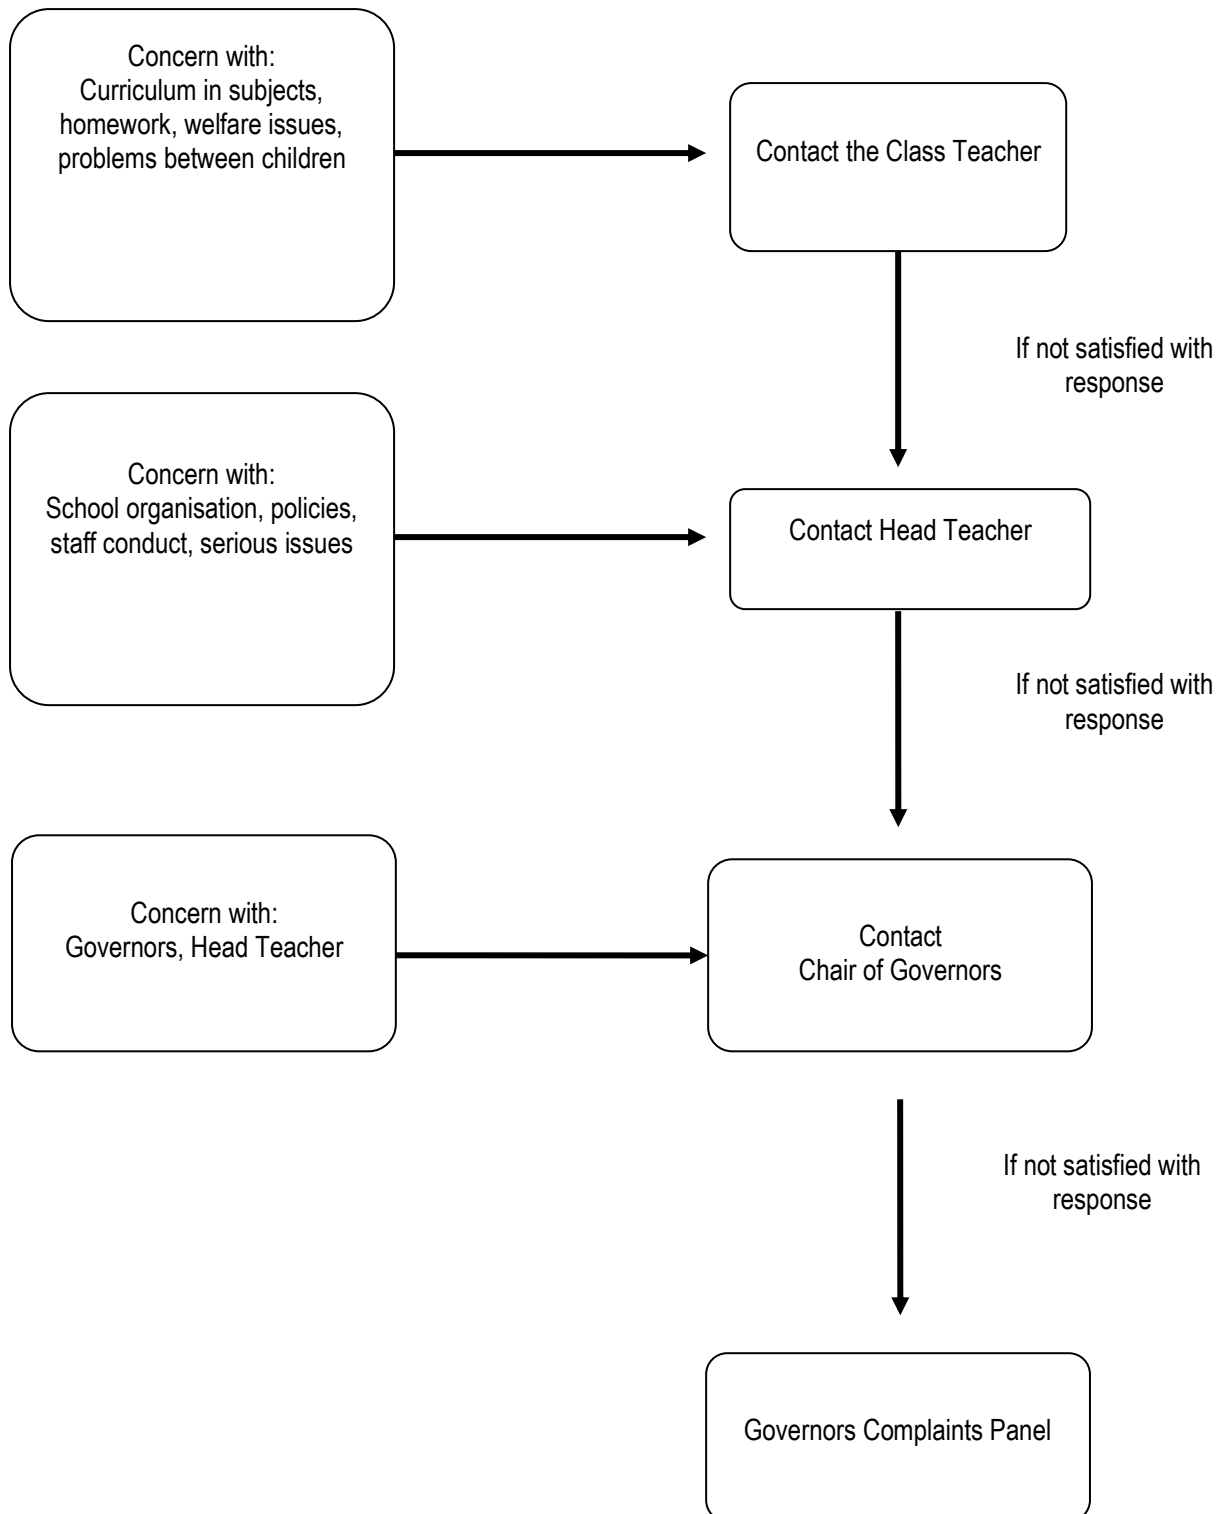 Concern with:
Curriculum in subjects,
homework, welfare issues,
problems between children
Contact the Class Teacher
If not satisfied with
response
Concern with:
School organisation, policies,
staff conduct, serious issues
Contact Head Teacher
If not satisfied with
response
Concern with:
Governors, Head Teacher
Contact
Chair of Governors
If not satisfied with
response
Governors Complaints Panel